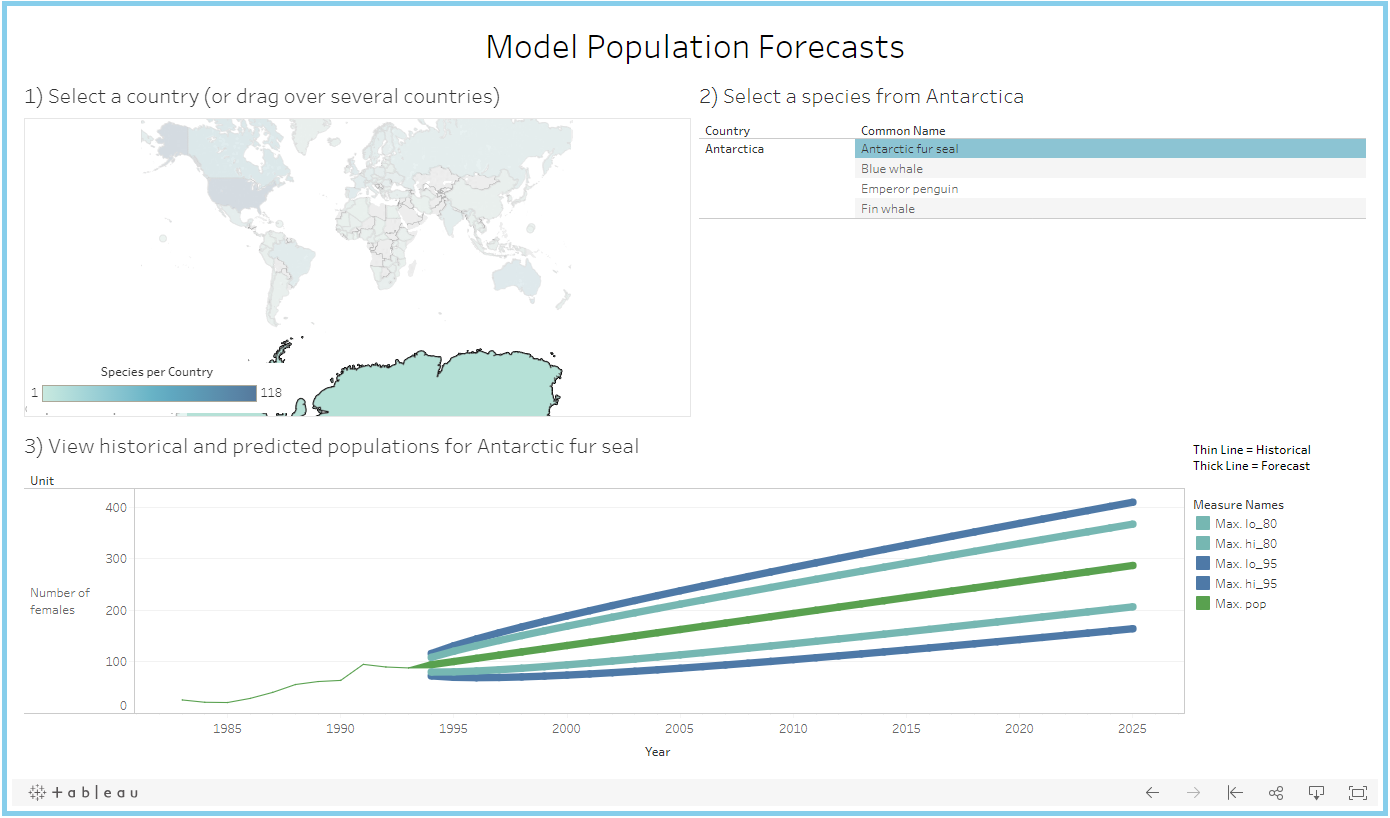 Model Population Forecasts
1) Select a country (or drag over several countries)
Species per Country
1
118
2) Select a species from Antarctica
Country
Common Name
Antarctica
Antarctic fur seal
Blue whale
Emperor penguin
Fin whale
3) View historical and predicted populations for Antarctic fur seal
Unit
400
300
200
100
0
Number of
females
1985
1990
1995
2000
2005
2010
2015
2020
2025
Year
Thin Line = Historical
Thick Line = Forecast
Measure Names
Max. lo_80
Max. hi_80
Max. lo_95
Max. hi_95
Max. pop
+ableau